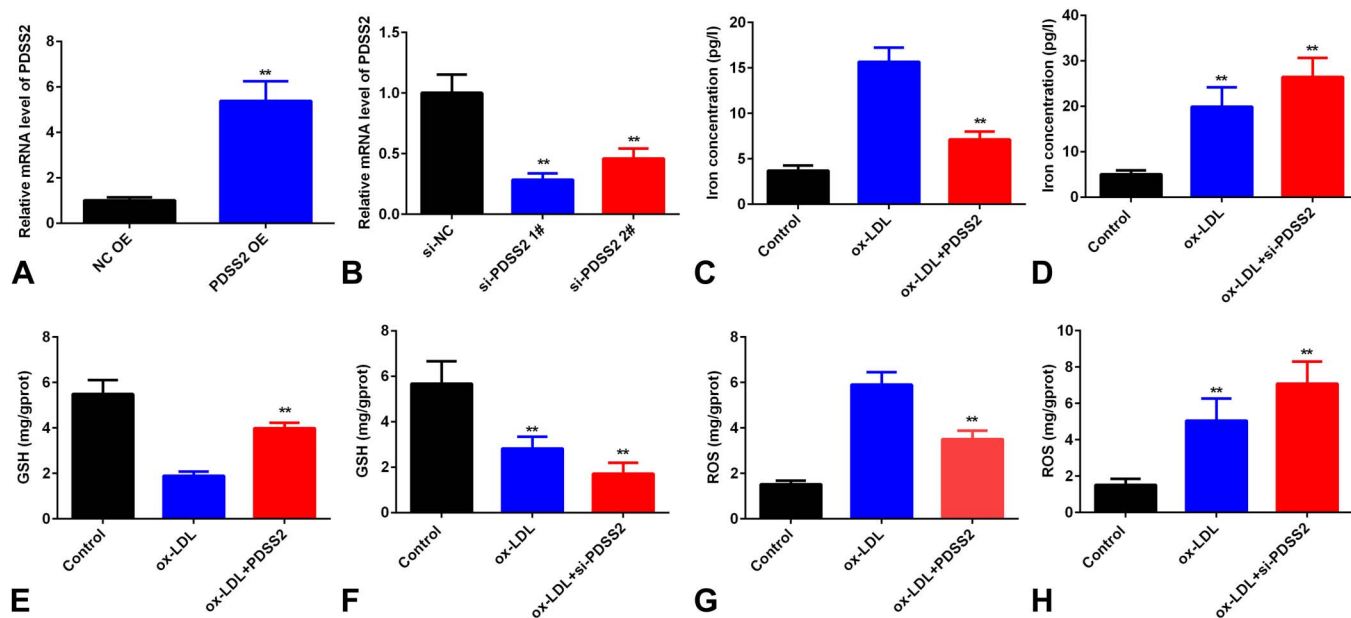 Relative mRNA level of PDSS2
8
6
4
2
0
**
NC OE
PDSS2 OE
A
Relative mRNA level of PDSS2
1.5
1.0
0.5
0.0
**
**
si-NC
si-PDSS2 1#
si-PDSS2 2#
B
Iron concentration (pg/l)
20
15
10
5
0
**
Control
ox-LDL
ox-LDL+PDSS2
C
Iron concentration (pg/l)
40
30
20
10
0
**
**
Control
ox-LDL
ox-LDL+si-PDSS2
D
GSH (mg/gprot)
8
6
4
2
0
**
Control
ox-LDL
ox-LDL+PDSS2
E
GSH (mg/gprot)
8
6
4
2
0
**
**
Control
ox-LDL
ox-LDL+si-PDSS2
F
ROS (mg/gprot)
8
6
4
2
0
**
Control
ox-LDL
ox-LDL+PDSS2
G
ROS (mg/gprot)
10
8
6
4
2
0
**
**
Control
ox-LDL
ox-LDL+si-PDSS2
H